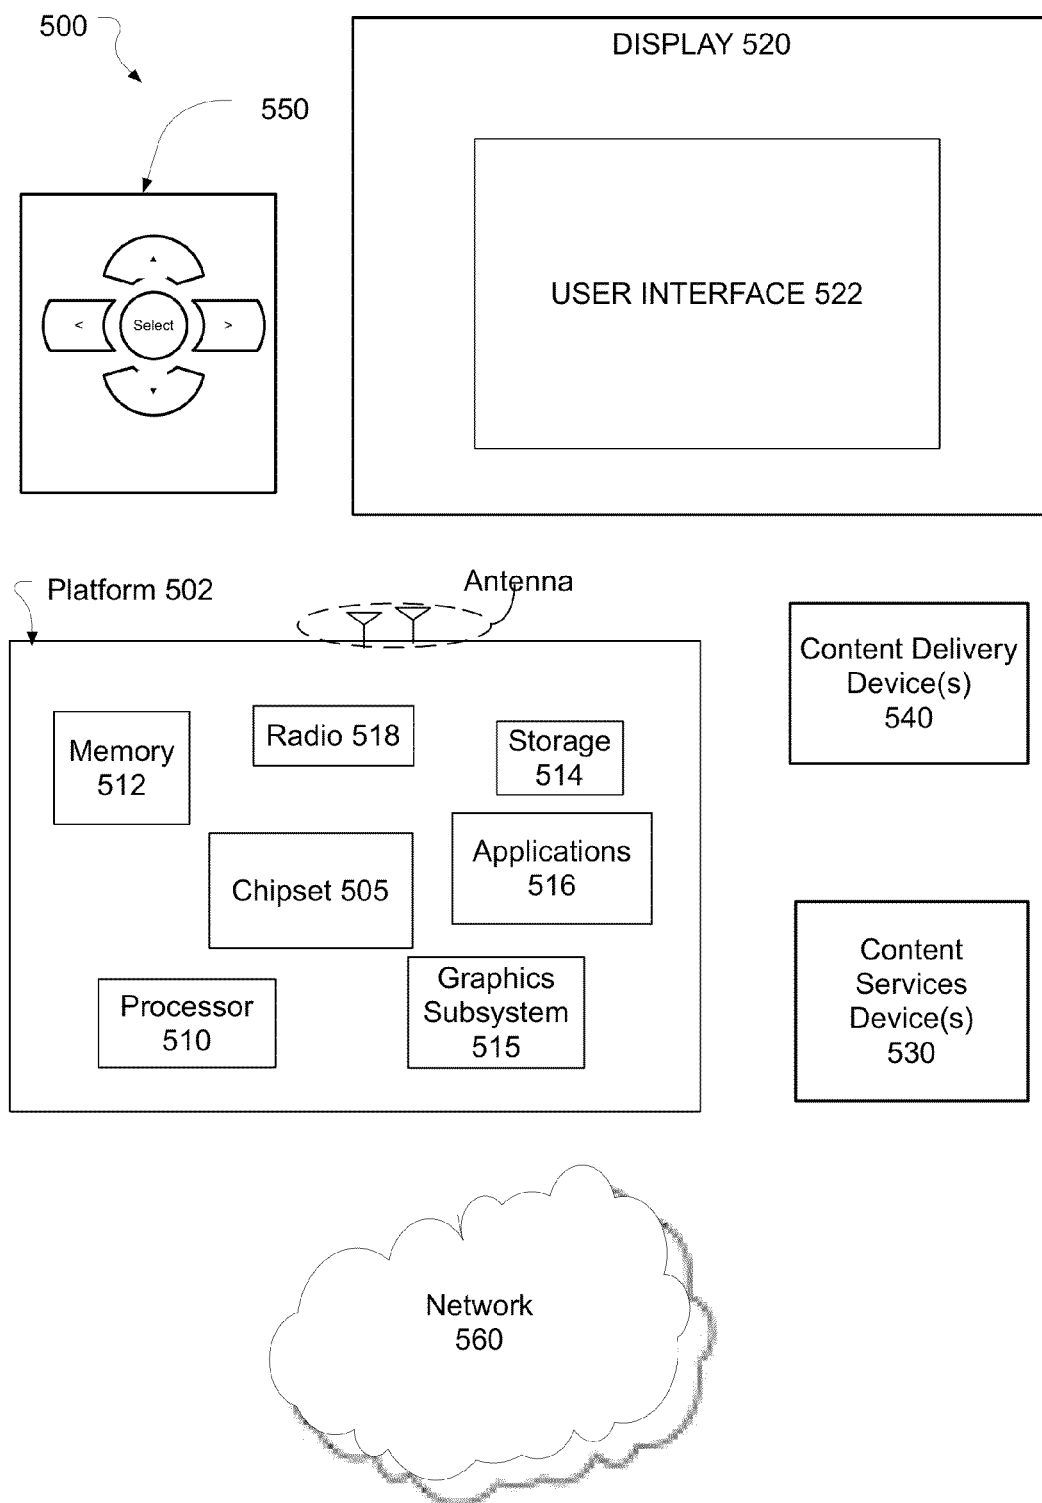 500
DISPLAY 520
550
USER INTERFACE 522
▲
< Select >
▼
Platform 502
Antenna
Content Delivery
Device(s)
540
Radio 518
Memory
512
Storage
514
Applications
516
Chipset 505
Content
Services
Device(s)
530
Graphics
Subsystem
515
Processor
510
Network
560